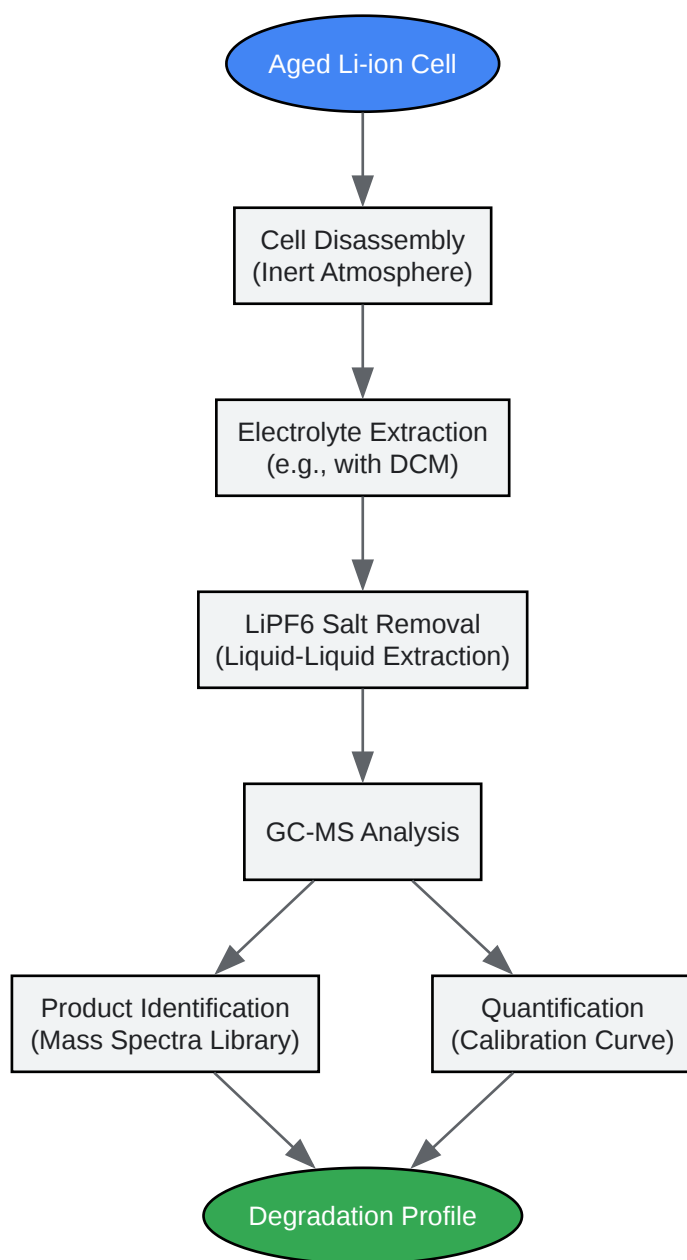 Aged Li-ion Cell
Cell Disassembly
(Inert Atmosphere)
Electrolyte Extraction
(e.g., with DCM)
LiPF6 Salt Removal
(Liquid-Liquid Extraction)
GC-MS Analysis
Product Identification
(Mass Spectra Library)
Quantification
(Calibration Curve)
Degradation Profile